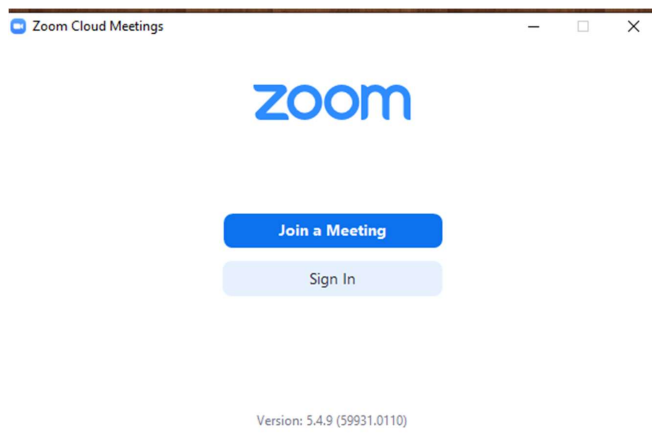 Zoom Cloud Meetings
zoom
Join a Meeting
Sign In
Version: 5.4.9 (59931.0110)